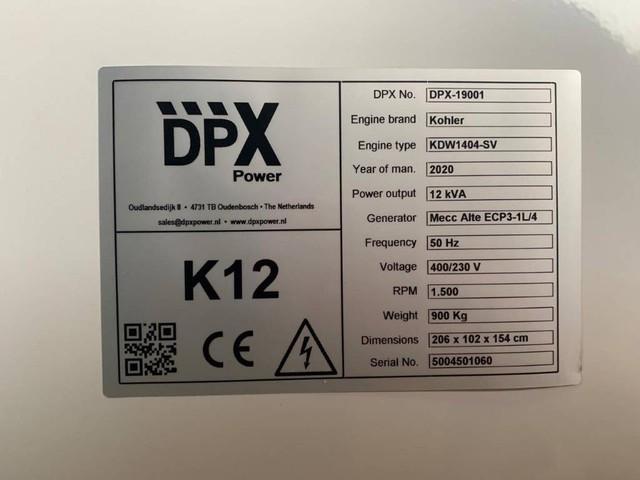 DPX
Power
Oudlandsedijk 8 • 4731 TB Oudenbosch • The Netherlands
sales@dpxpower.nl • www.dpxpower.nl
K12
CE
DPX No. DPX-19001
Engine brand Kohler
Engine type KDW1404-SV
Year of man. 2020
Power output 12 kVA
Generator Mecc Alte ECP3-1L/4
Frequency 50 Hz
Voltage 400/230 V
RPM 1.500
Weight 900 Kg
Dimensions 206 x 102 x 154 cm
Serial No. 5004501060